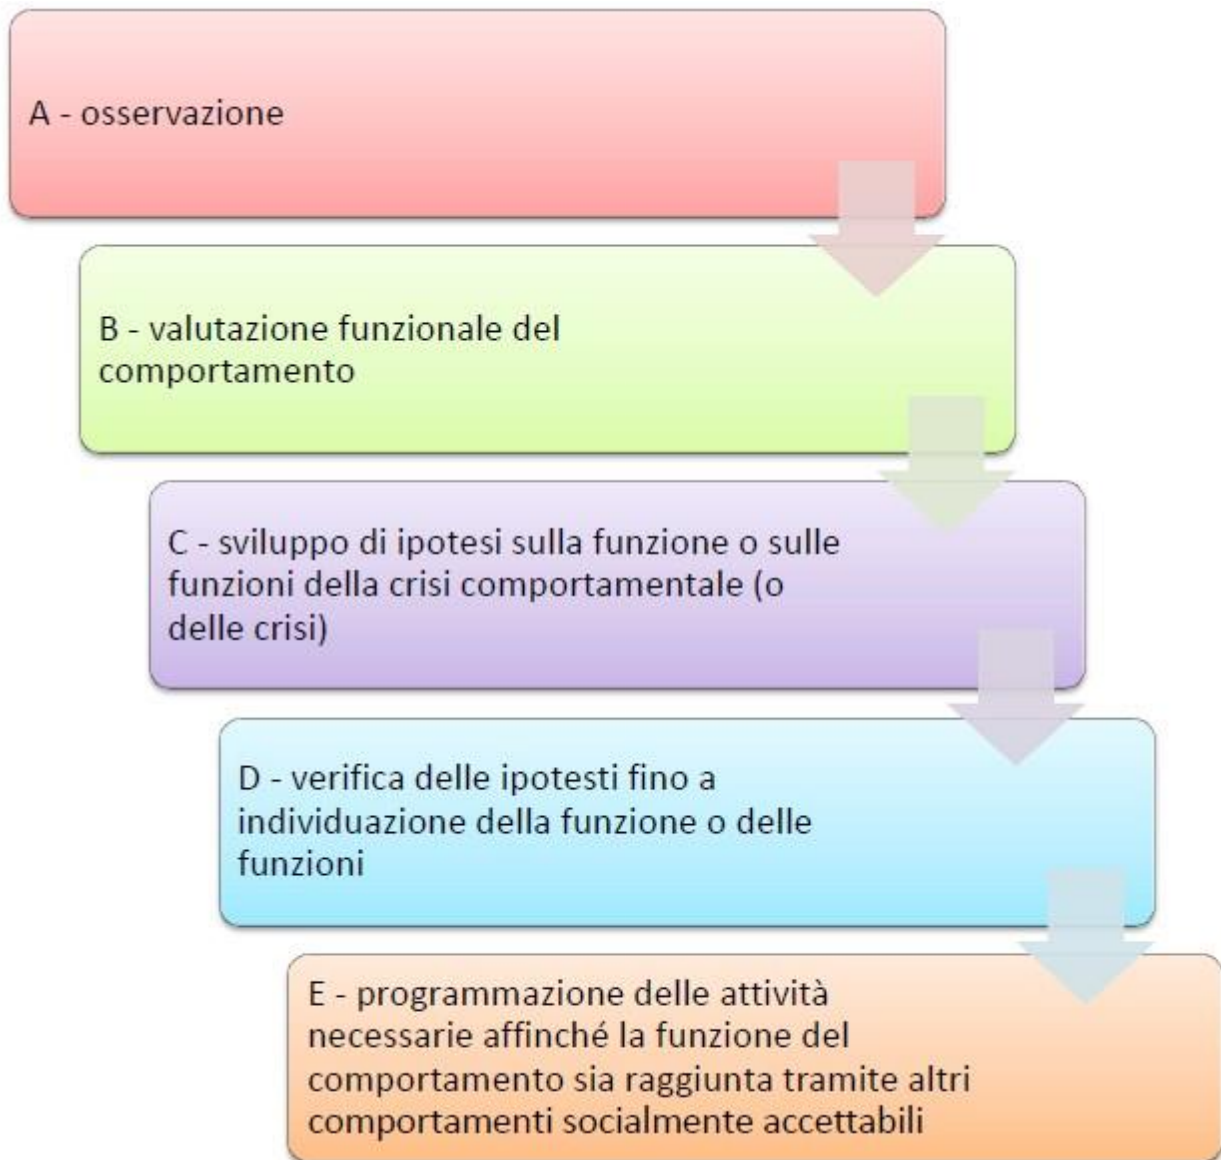 A - osservazione
B - valutazione funzionale del
comportamento
C - sviluppo di ipotesi sulla funzione o sulle
funzioni della crisi comportamentale (o
delle crisi)
D - verifica delle ipotesti fino a
individuazione della funzione o delle
funzioni
E - programmazione delle attività
necessarie affinché la funzione del
comportamento sia raggiunta tramite altri
comportamenti socialmente accettabili